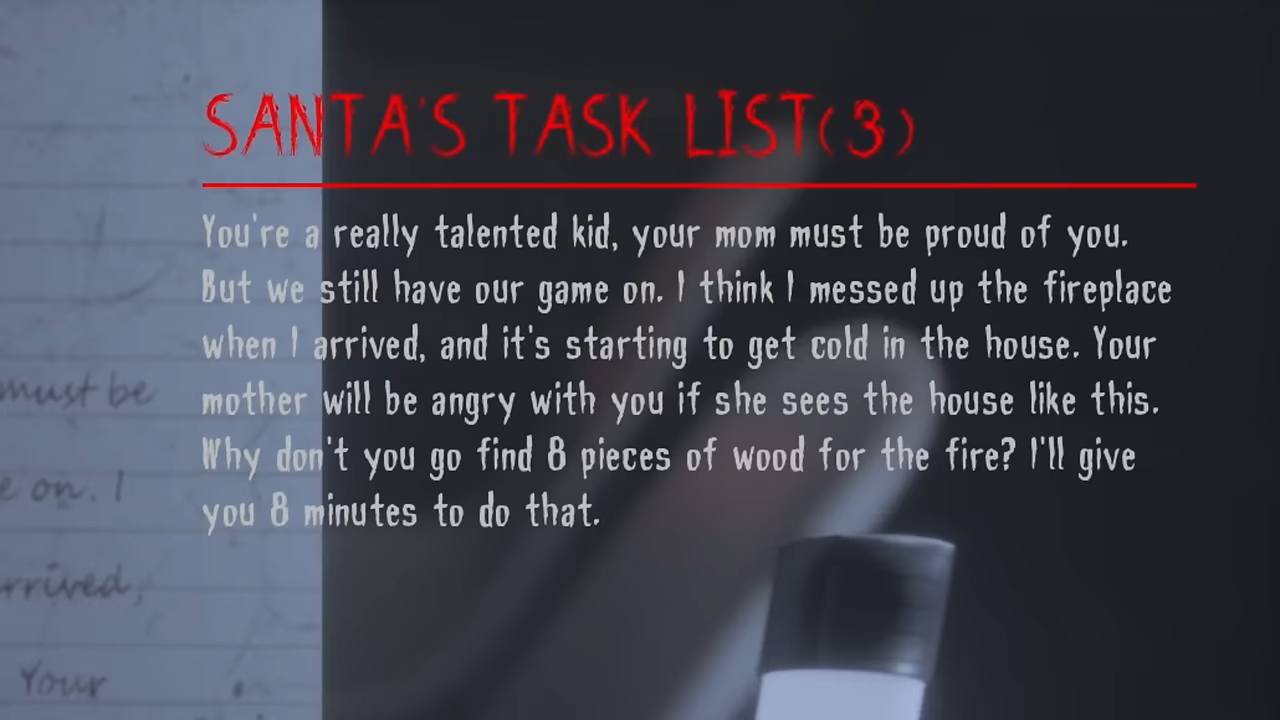 SANTA'S TASK LIST(3)
You're a really talented kid, your mom must be proud of you.
But we still have our game on. I think I messed up the fireplace
when I arrived, and it's starting to get cold in the house. Your
mother will be angry with you if she sees the house like this.
Why don't you go find 8 pieces of wood for the fire? I'll give
you 8 minutes to do that.
must be
on. I
arrived,
Your